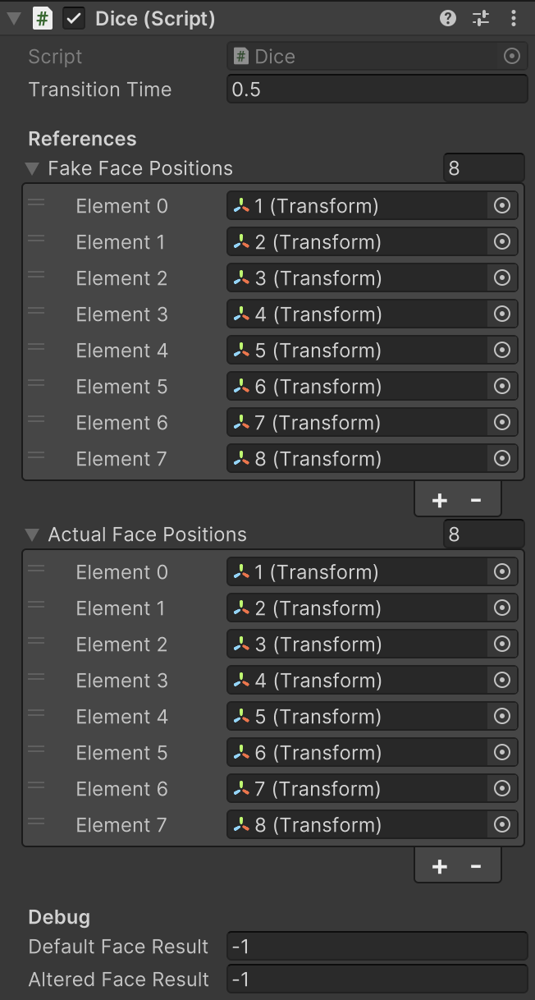 Dice (Script)
Script Dice
Transition Time 0.5
References
Fake Face Positions 8
Element 0 1 (Transform)
Element 1 2 (Transform)
Element 2 3 (Transform)
Element 3 4 (Transform)
Element 4 5 (Transform)
Element 5 6 (Transform)
Element 6 7 (Transform)
Element 7 8 (Transform)
+ -
Actual Face Positions 8
Element 0 1 (Transform)
Element 1 2 (Transform)
Element 2 3 (Transform)
Element 3 4 (Transform)
Element 4 5 (Transform)
Element 5 6 (Transform)
Element 6 7 (Transform)
Element 7 8 (Transform)
+ -
Debug
Default Face Result -1
Altered Face Result -1